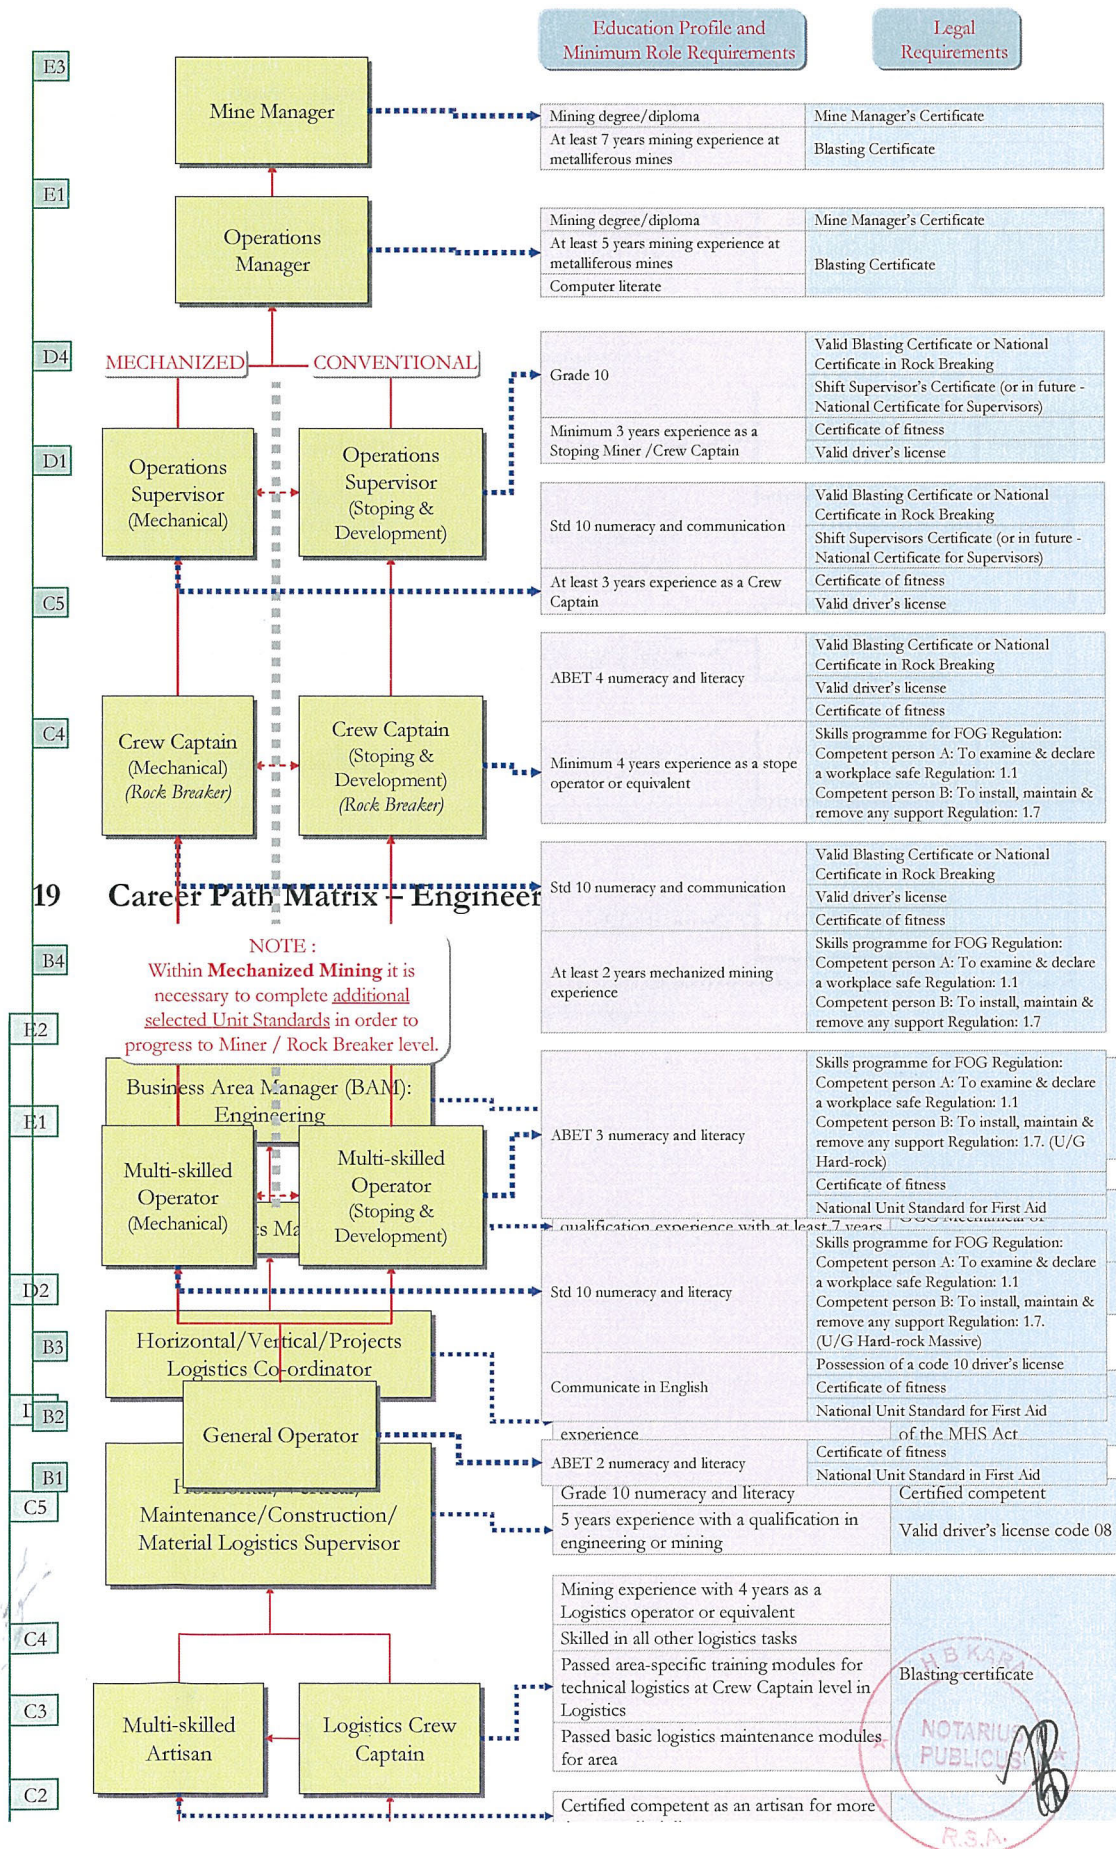 Education Profile and
Minimum Role Requirements
Legal
Requirements
E3
Mine Manager
Mining degree/diploma
Mine Manager's Certificate
At least 7 years mining experience at
metalliferous mines
Blasting Certificate
E1
Operations
Manager
Mining degree/diploma
Mine Manager's Certificate
At least 5 years mining experience at
metalliferous mines
Computer literate
Blasting Certificate
D4
MECHANIZED
CONVENTIONAL
Grade 10
Valid Blasting Certificate or National
Certificate in Rock Breaking
Shift Supervisor's Certificate (or in future -
National Certificate for Supervisors)
Minimum 3 years experience as a
Stoping Miner /Crew Captain
Certificate of fitness
Valid driver's license
D1
Operations
Supervisor
(Mechanical)
Operations
Supervisor
(Stoping &
Development)
Std 10 numeracy and communication
Valid Blasting Certificate or National
Certificate in Rock Breaking
Shift Supervisors Certificate (or in future -
National Certificate for Supervisors)
At least 3 years experience as a Crew
Captain
Certificate of fitness
Valid driver's license
C5
ABET 4 numeracy and literacy
Valid Blasting Certificate or National
Certificate in Rock Breaking
Valid driver's license
Certificate of fitness
C4
Crew Captain
(Mechanical)
(Rock Breaker)
Crew Captain
(Stoping &
Development)
(Rock Breaker)
Minimum 4 years experience as a stope
operator or equivalent
Skills programme for FOG Regulation:
Competent person A: To examine & declare
a workplace safe Regulation: 1.1
Competent person B: To install, maintain &
remove any support Regulation: 1.7
19 Career Path Matrix – Engineer
Std 10 numeracy and communication
Valid Blasting Certificate or National
Certificate in Rock Breaking
Valid driver's license
Certificate of fitness
B4
NOTE :
Within Mechanized Mining it is
necessary to complete additional
selected Unit Standards in order to
progress to Miner / Rock Breaker level.
At least 2 years mechanized mining
experience
Skills programme for FOG Regulation:
Competent person A: To examine & declare
a workplace safe Regulation: 1.1
Competent person B: To install, maintain &
remove any support Regulation: 1.7
E2
Business Area Manager (BAM):
Engineering
E1
Multi-skilled
Operator
(Mechanical)
Multi-skilled
Operator
(Stoping &
Development)
ABET 3 numeracy and literacy
Skills programme for FOG Regulation:
Competent person A: To examine & declare
a workplace safe Regulation: 1.1
Competent person B: To install, maintain &
remove any support Regulation: 1.7. (U/G
Hard-rock)
Certificate of fitness
National Unit Standard for First Aid
qualification experience with at least 7 years
D2
Std 10 numeracy and literacy
Skills programme for FOG Regulation:
Competent person A: To examine & declare
a workplace safe Regulation: 1.1
Competent person B: To install, maintain &
remove any support Regulation: 1.7.
(U/G Hard-rock Massive)
B3
Horizontal/Vertical/Projects
Logistics Co-ordinator
Communicate in English
Possession of a code 10 driver's license
Certificate of fitness
National Unit Standard for First Aid
B2
General Operator
experience
of the MHS Act
ABET 2 numeracy and literacy
Certificate of fitness
National Unit Standard in First Aid
B1
C5
Maintenance/Construction/
Material Logistics Supervisor
Grade 10 numeracy and literacy
Certified competent
5 years experience with a qualification in
engineering or mining
Valid driver's license code 08
Mining experience with 4 years as a
Logistics operator or equivalent
Skilled in all other logistics tasks
Passed area-specific training modules for
technical logistics at Crew Captain level in
Logistics
Passed basic logistics maintenance modules
for area
Blasting certificate
C4
C3
Multi-skilled
Artisan
Logistics Crew
Captain
H B KARA
NOTARIUS
PUBLICUS
R.S.A.
C2
Certified competent as an artisan for more